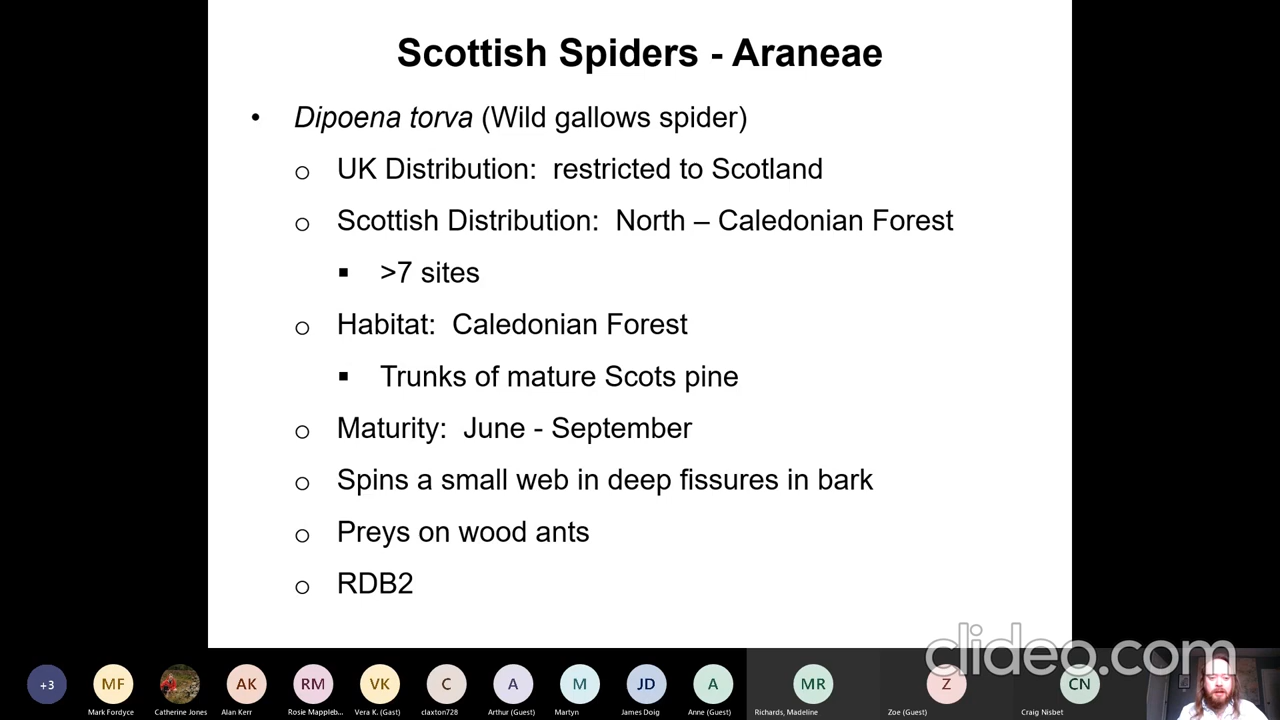 Scottish Spiders - Araneae
• Dipoena torva (Wild gallows spider)
o UK Distribution: restricted to Scotland
o Scottish Distribution: North – Caledonian Forest
▪ >7 sites
o Habitat: Caledonian Forest
▪ Trunks of mature Scots pine
o Maturity: June - September
o Spins a small web in deep fissures in bark
o Preys on wood ants
o RDB2
clideo.com
+3 MF AK RM VK C A M JD A MR Z CN
Mark Fordyce Catherine Jones Alan Kerr Rosie Mappleb... Vera K. (Gast) claxton728 Arthur (Guest) Martyn James Doig Anne (Guest) Richards, Madeline Zoe (Guest) Craig Nisbet